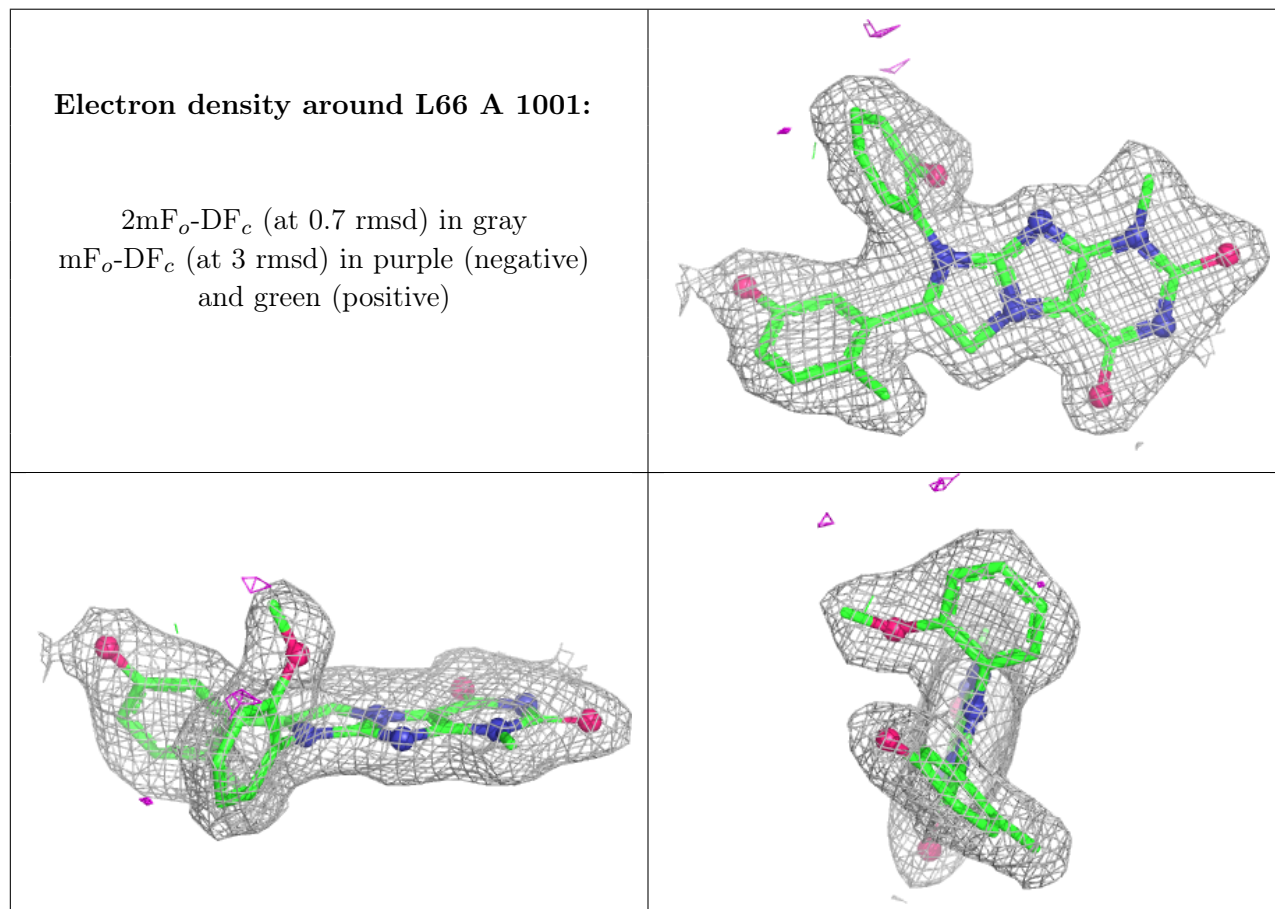 Electron density around L66 A 1001:
2mFo-DFc (at 0.7 rmsd) in gray
mFo-DFc (at 3 rmsd) in purple (negative)
and green (positive)